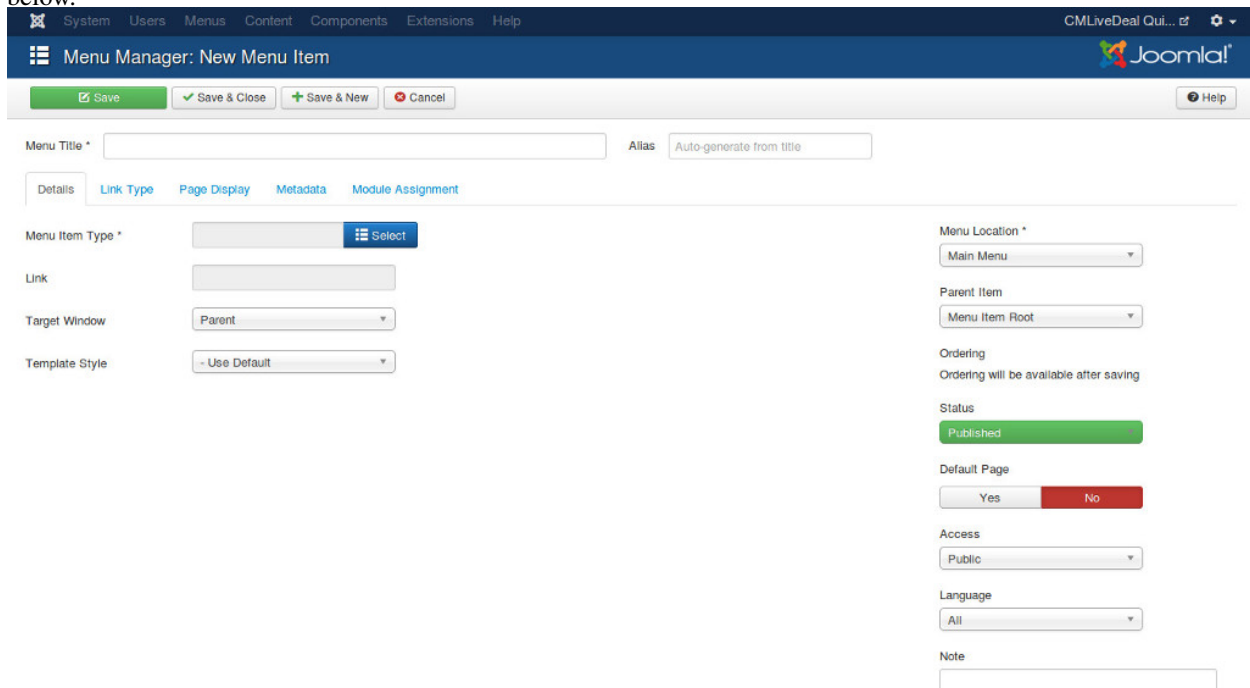 below.
System Users Menus Content Components Extensions Help CMLiveDeal Qui...
Menu Manager: New Menu Item Joomla!
Save Save & Close Save & New Cancel Help
Menu Title * Alias Auto-generate from title
Details Link Type Page Display Metadata Module Assignment
Menu Item Type * Select
Link
Target Window Parent
Template Style - Use Default
Menu Location *
Main Menu
Parent Item
Menu Item Root
Ordering
Ordering will be available after saving
Status
Published
Default Page
Yes No
Access
Public
Language
All
Note